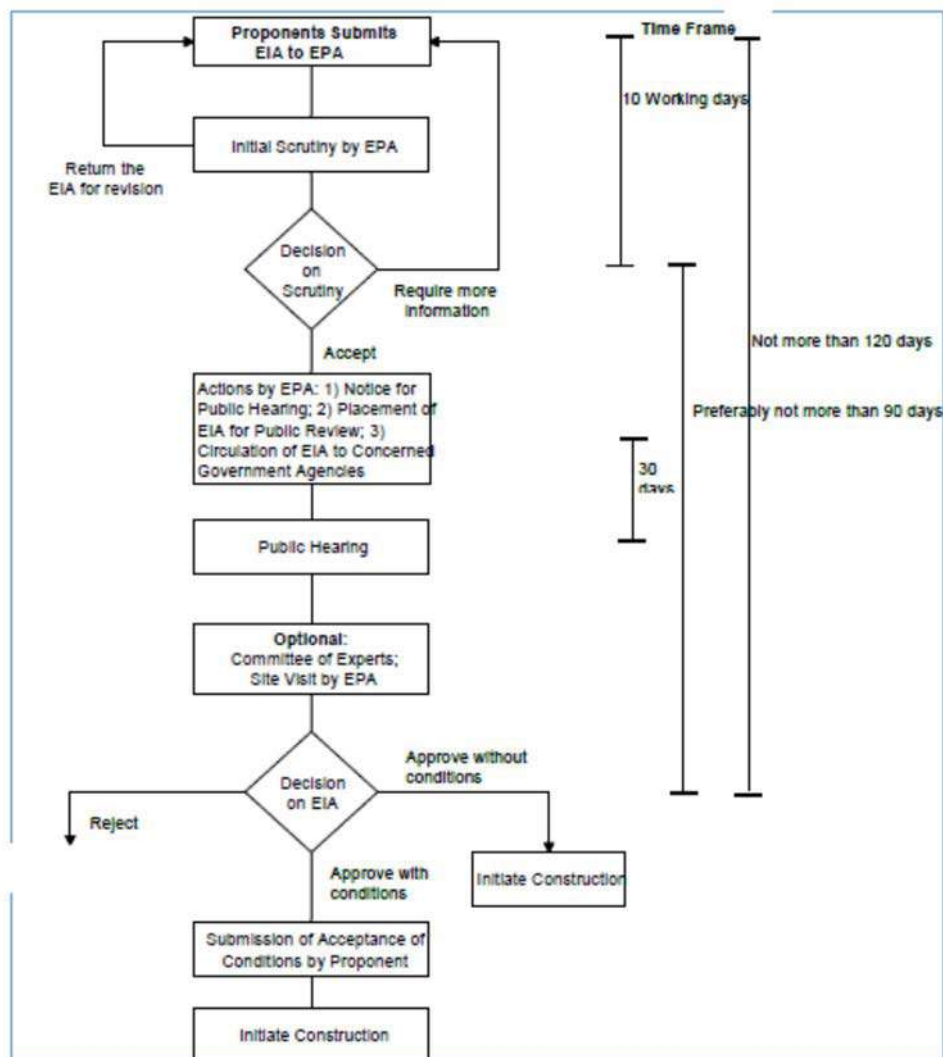 Proponents Submits
EIA to EPA
Time Frame
10 Working days
Initial Scrutiny by EPA
Return the
EIA for revision
Decision
on
Scrutiny
Require more
information
Not more than 120 days
Accept
Actions by EPA: 1) Notice for
Public Hearing; 2) Placement of
EIA for Public Review; 3)
Circulation of EIA to Concerned
Government Agencies
Preferably not more than 90 days
30
days
Public Hearing
Optional:
Committee of Experts;
Site Visit by EPA
Approve without
conditions
Decision
on EIA
Reject
Approve with
conditions
Initiate Construction
Submission of Acceptance of
Conditions by Proponent
Initiate Construction